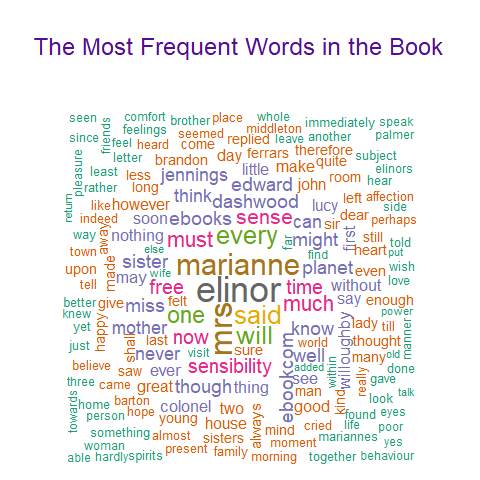 The Most Frequent Words in the Book
seen comfort brother place whole immediately speak
since friends feelings seemed middleton leave another palmer
feel heard come replied therefore subject
pleasure letter brandon day ferrars quite elinors
least less jennings little make room hear
rather long think edward john left affection
return like however dashwood lucy dear side
indeed soon ebooks sense can sir perhaps
way nothing must every far might first still told
town away else find heart put
upon made sister marianne planet even wish
tell may wife free elinor time without love
better give miss felt much say enough
knew happy one mrs said willoughby lady till power
yet shall mother now will know thought manner
just last visit sure world many old
believe never sensibility ebookcom well within really done
three saw ever added see gave
towards came great though thing man kind look talk
home barton colonel two good found eyes
person hope young house always cried life poor
something almost sisters mind mariannes yes
woman present family moment
able hardly spirits morning together behaviour